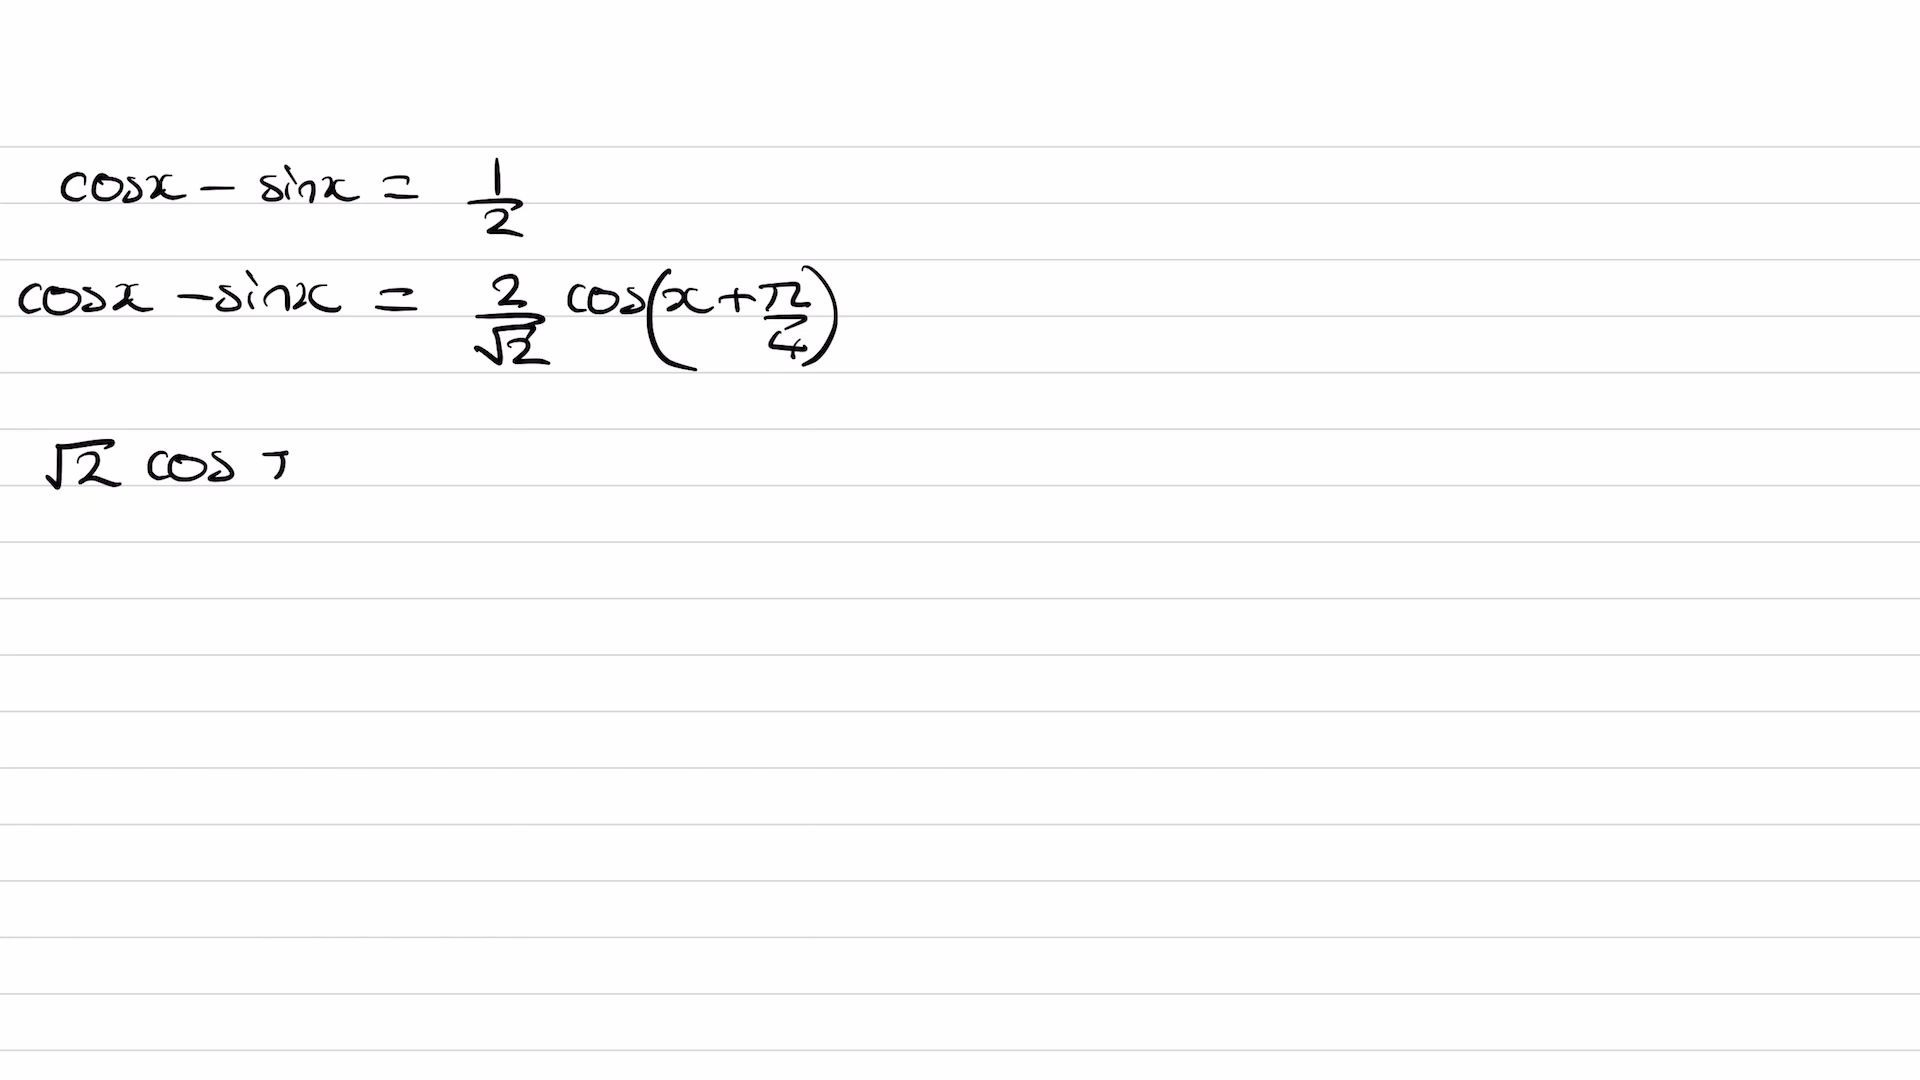 cosx - sinx = 1/2
cosx - sinx = 2/√2 cos(x + π/4)
√2 cos